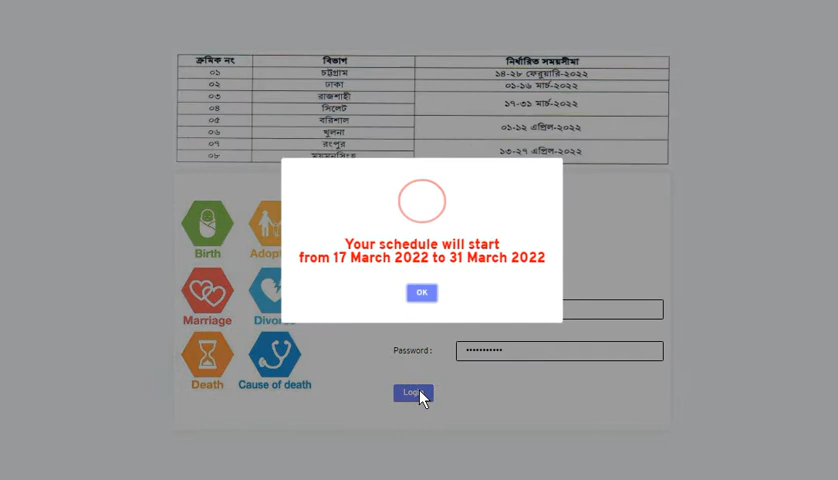 ক্রমিক নং বিভাগ নির্ধারিত সময়সীমা
০১ চট্টগ্রাম ১৪-২৮ ফেব্রুয়ারি-২০২২
০২ ঢাকা ০১-১৬ মার্চ-২০২২
০৩ রাজশাহী ১৭-৩১ মার্চ-২০২২
০৪ সিলেট
০৫ বরিশাল ০১-১২ এপ্রিল-২০২২
০৬ খুলনা
০৭ রংপুর ১৩-২৭ এপ্রিল-২০২২
০৮ ময়মনসিংহ
Your schedule will start
from 17 March 2022 to 31 March 2022
OK
Birth
Marriage
Death Cause of death
Password :